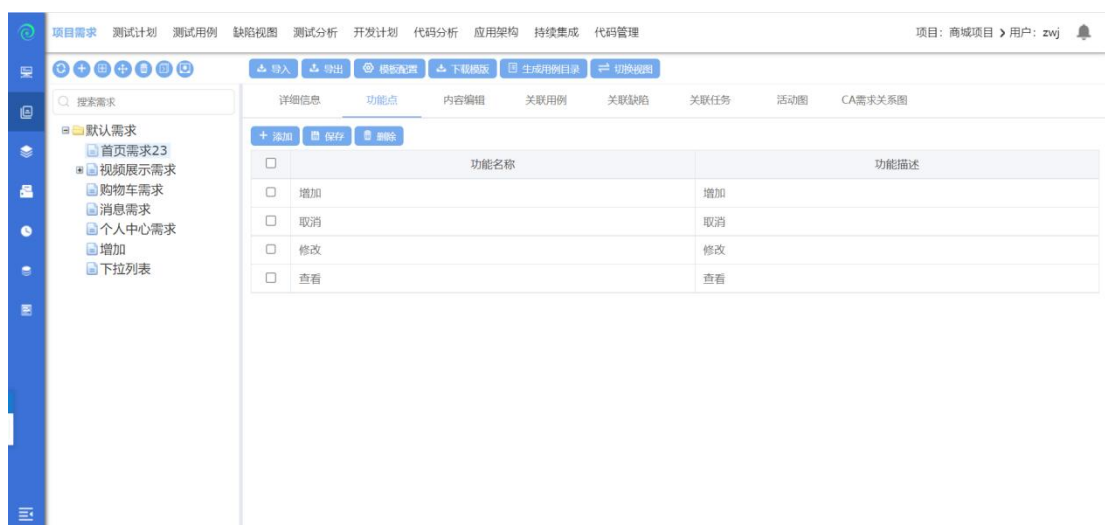 项目需求 测试计划 测试用例 缺陷视图 测试分析 开发计划 代码分析 应用架构 持续集成 代码管理 项目：商城项目 > 用户：zwj
导入 导出 模板配置 下载模版 生成用例目录 切换视图
搜索需求
默认需求
首页需求23
视频展示需求
购物车需求
消息需求
个人中心需求
增加
下拉列表
详细信息 功能点 内容编辑 关联用例 关联缺陷 关联任务 活动图 CA需求关系图
+ 添加 保存 删除
功能名称 功能描述
增加 增加
取消 取消
修改 修改
查看 查看